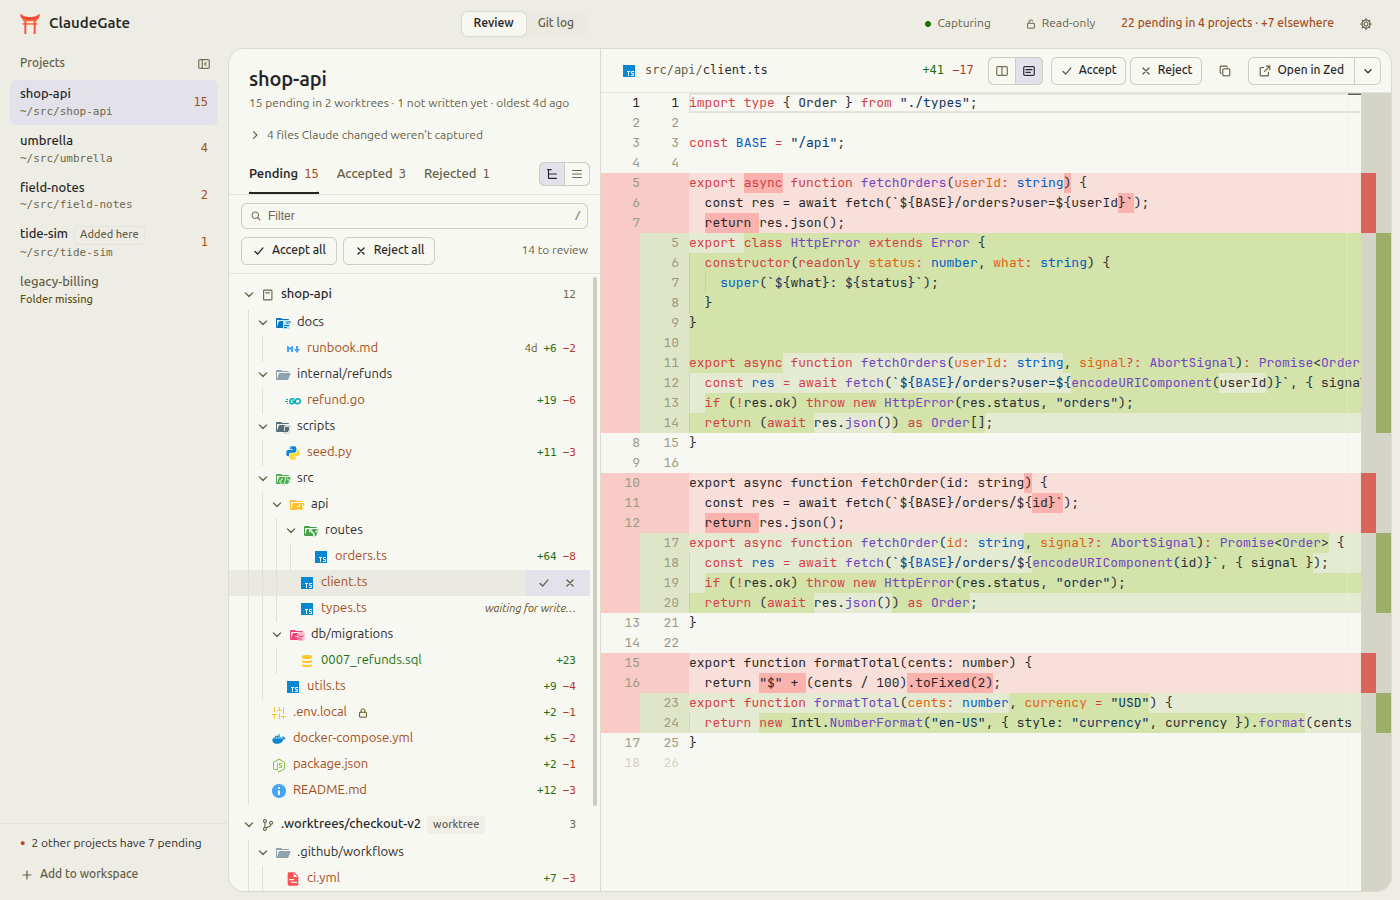 ClaudeGate
Review
Git log
Capturing
Read-only
22 pending in 4 projects · +7 elsewhere
Projects
shop-api
~/src/shop-api
15
umbrella
~/src/umbrella
4
field-notes
~/src/field-notes
2
tide-sim
Added here
~/src/tide-sim
1
legacy-billing
Folder missing
2 other projects have 7 pending
Add to workspace
shop-api
15 pending in 2 worktrees · 1 not written yet · oldest 4d ago
4 files Claude changed weren't captured
Pending 15
Accepted 3
Rejected 1
Filter /
Accept all
Reject all
14 to review
shop-api 12
docs
runbook.md 4d +6 −2
internal/refunds
refund.go +19 −6
scripts
seed.py +11 −3
src
api
routes
orders.ts +64 −8
client.ts
types.ts waiting for write...
db/migrations
0007_refunds.sql +23
utils.ts +9 −4
.env.local +2 −1
docker-compose.yml +5 −2
package.json +2 −1
README.md +12 −3
.worktrees/checkout-v2 worktree 3
.github/workflows
ci.yml +7 −3
src/api/client.ts
+41 −17
Accept
Reject
Open in Zed
1 1 import type { Order } from "./types";
2 2
3 3 const BASE = "/api";
4 4
5 export async function fetchOrders(userId: string) {
6 const res = await fetch(`${BASE}/orders?user=${userId}`);
7 return res.json();
5 export class HttpError extends Error {
6 constructor(readonly status: number, what: string) {
7 super(`${what}: ${status}`);
8 }
9 }
10
11 export async function fetchOrders(userId: string, signal?: AbortSignal): Promise<Order
12 const res = await fetch(`${BASE}/orders?user=${encodeURIComponent(userId)}`, { signa
13 if (!res.ok) throw new HttpError(res.status, "orders");
14 return (await res.json()) as Order[];
8 15 }
9 16
10 export async function fetchOrder(id: string) {
11 const res = await fetch(`${BASE}/orders/${id}`);
12 return res.json();
17 export async function fetchOrder(id: string, signal?: AbortSignal): Promise<Order> {
18 const res = await fetch(`${BASE}/orders/${encodeURIComponent(id)}`, { signal });
19 if (!res.ok) throw new HttpError(res.status, "order");
20 return (await res.json()) as Order;
13 21 }
14 22
15 export function formatTotal(cents: number) {
16 return "$" + (cents / 100).toFixed(2);
23 export function formatTotal(cents: number, currency = "USD") {
24 return new Intl.NumberFormat("en-US", { style: "currency", currency }).format(cents
17 25 }
18 26